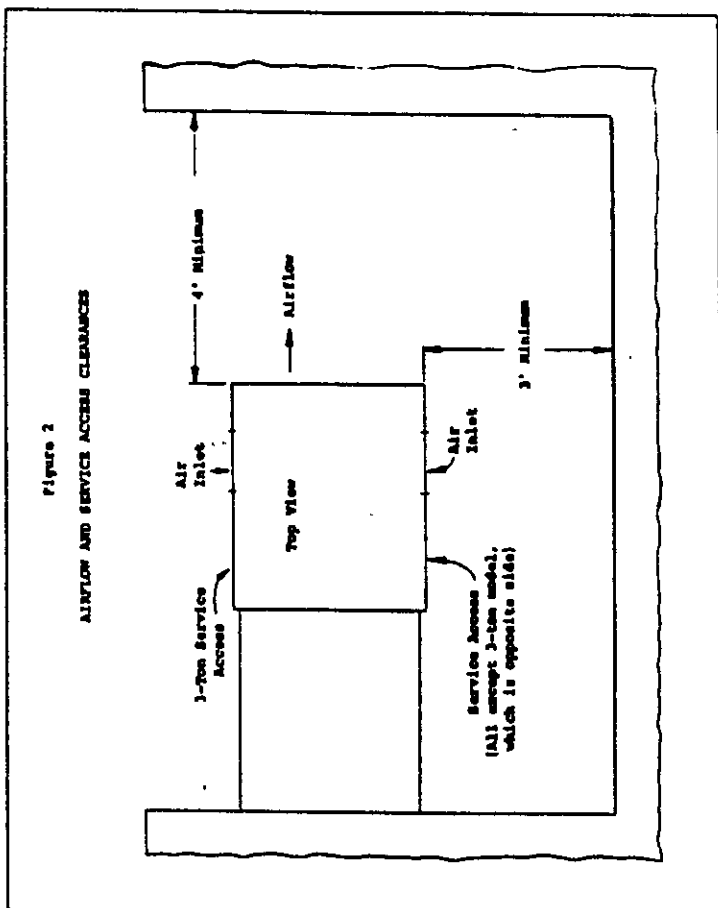 Figure 2
AIRFLOW AND SERVICE ACCESS CLEARANCES
4' Minimum
Airflow
Air
Inlet
3-Ton Service
Access
Top View
Air
Inlet
3' Minimum
Service Access
(All except 3-ton model,
which is opposite side)